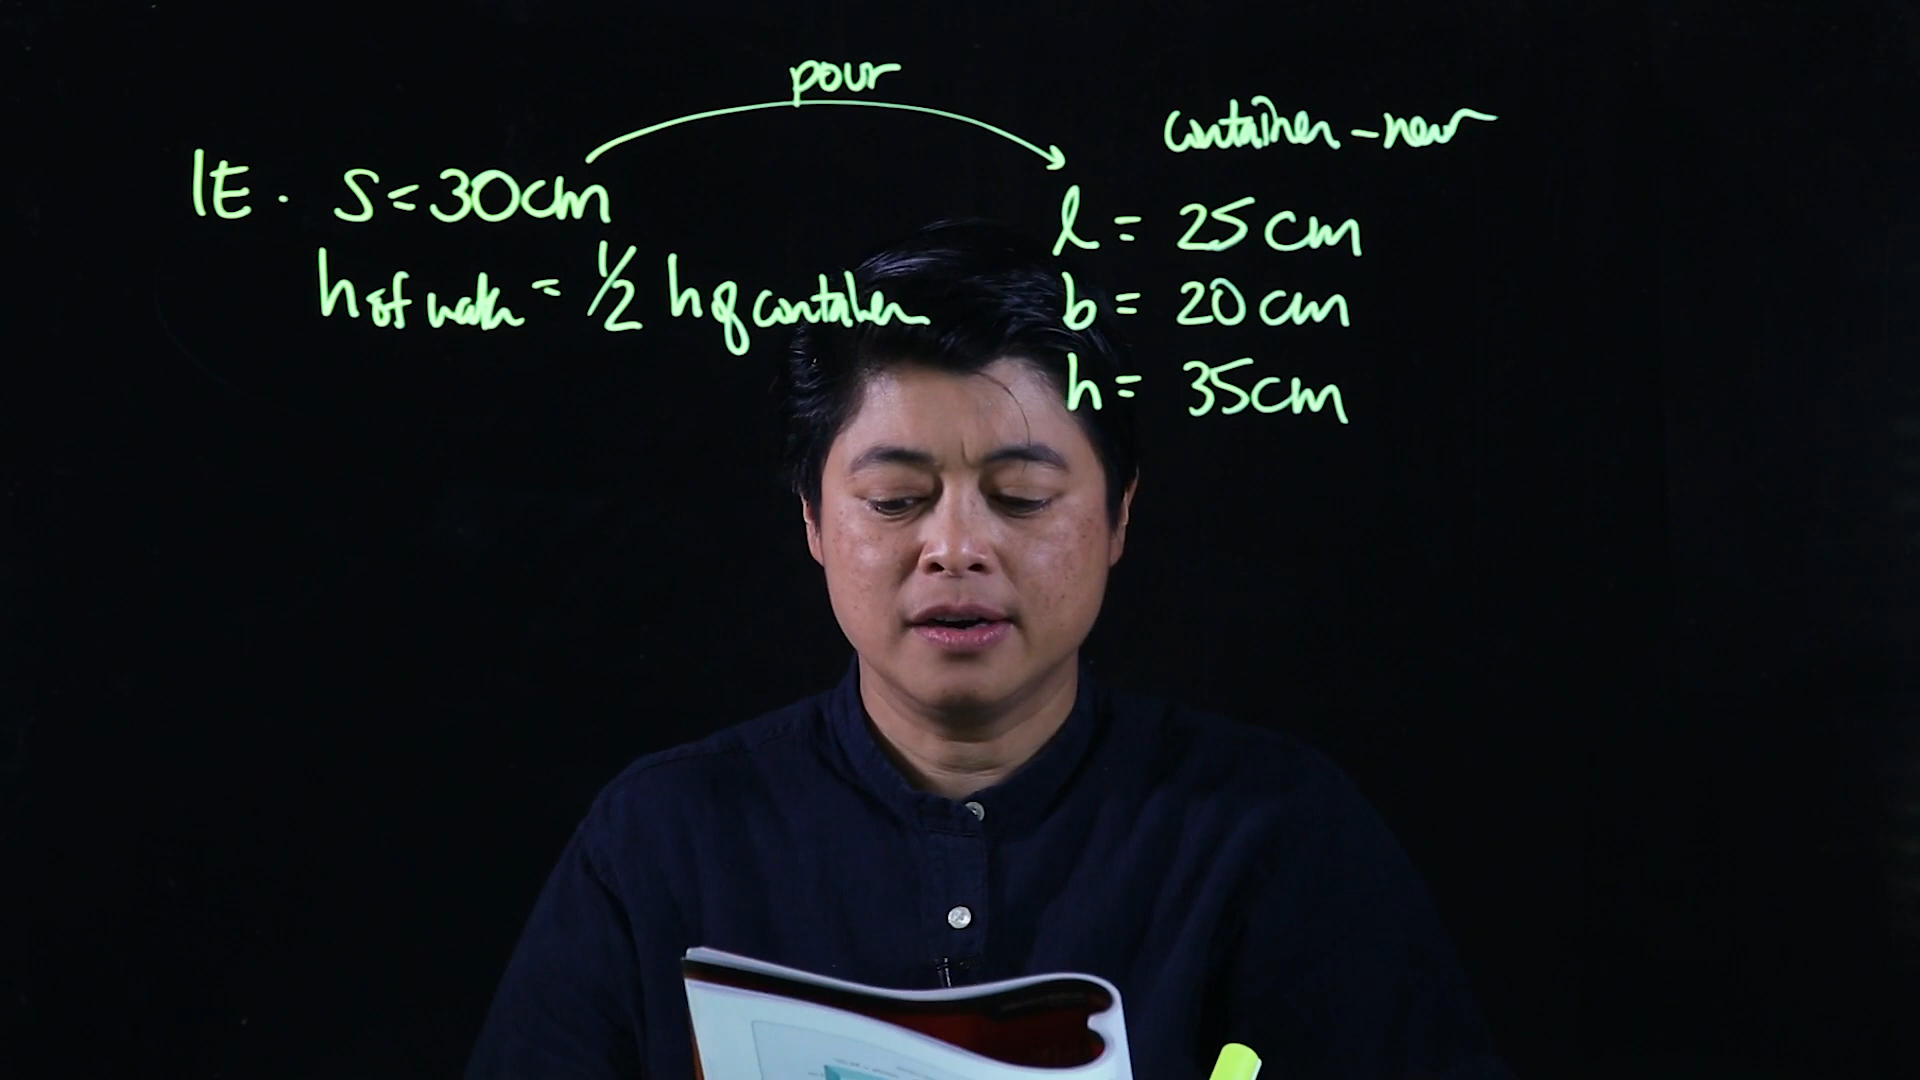 pour
container - new
1E. S = 30cm
h of water = 1/2 h of container
l = 25 cm
b = 20 cm
h = 35cm